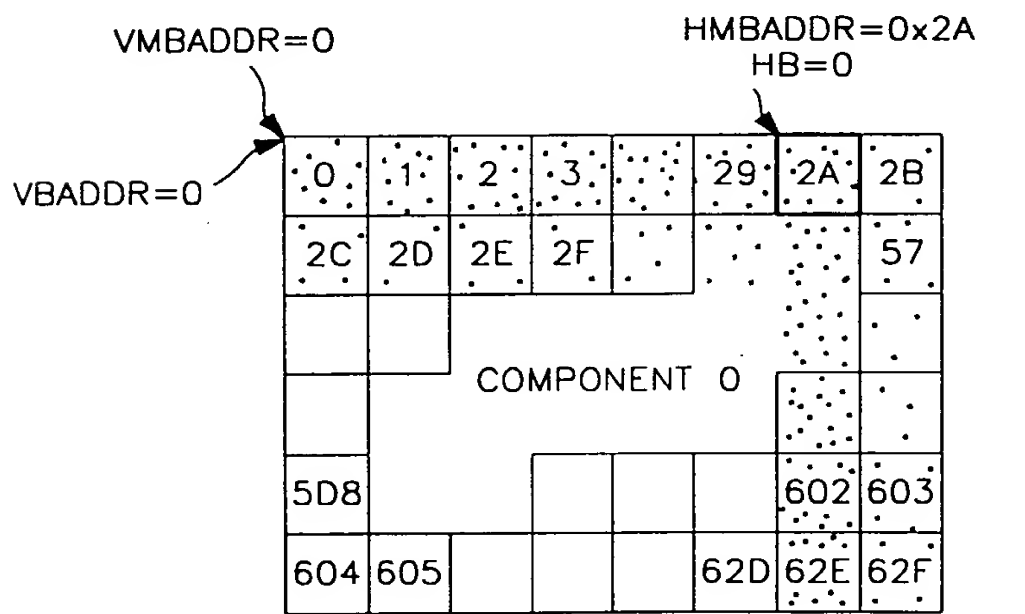 VMBADDR=0
HMBADDR=0x2A
HB=0
VBADDR=0
0 1 2 3 29 2A 2B
2C 2D 2E 2F 57
COMPONENT 0
5D8 602 603
604 605 62D 62E 62F